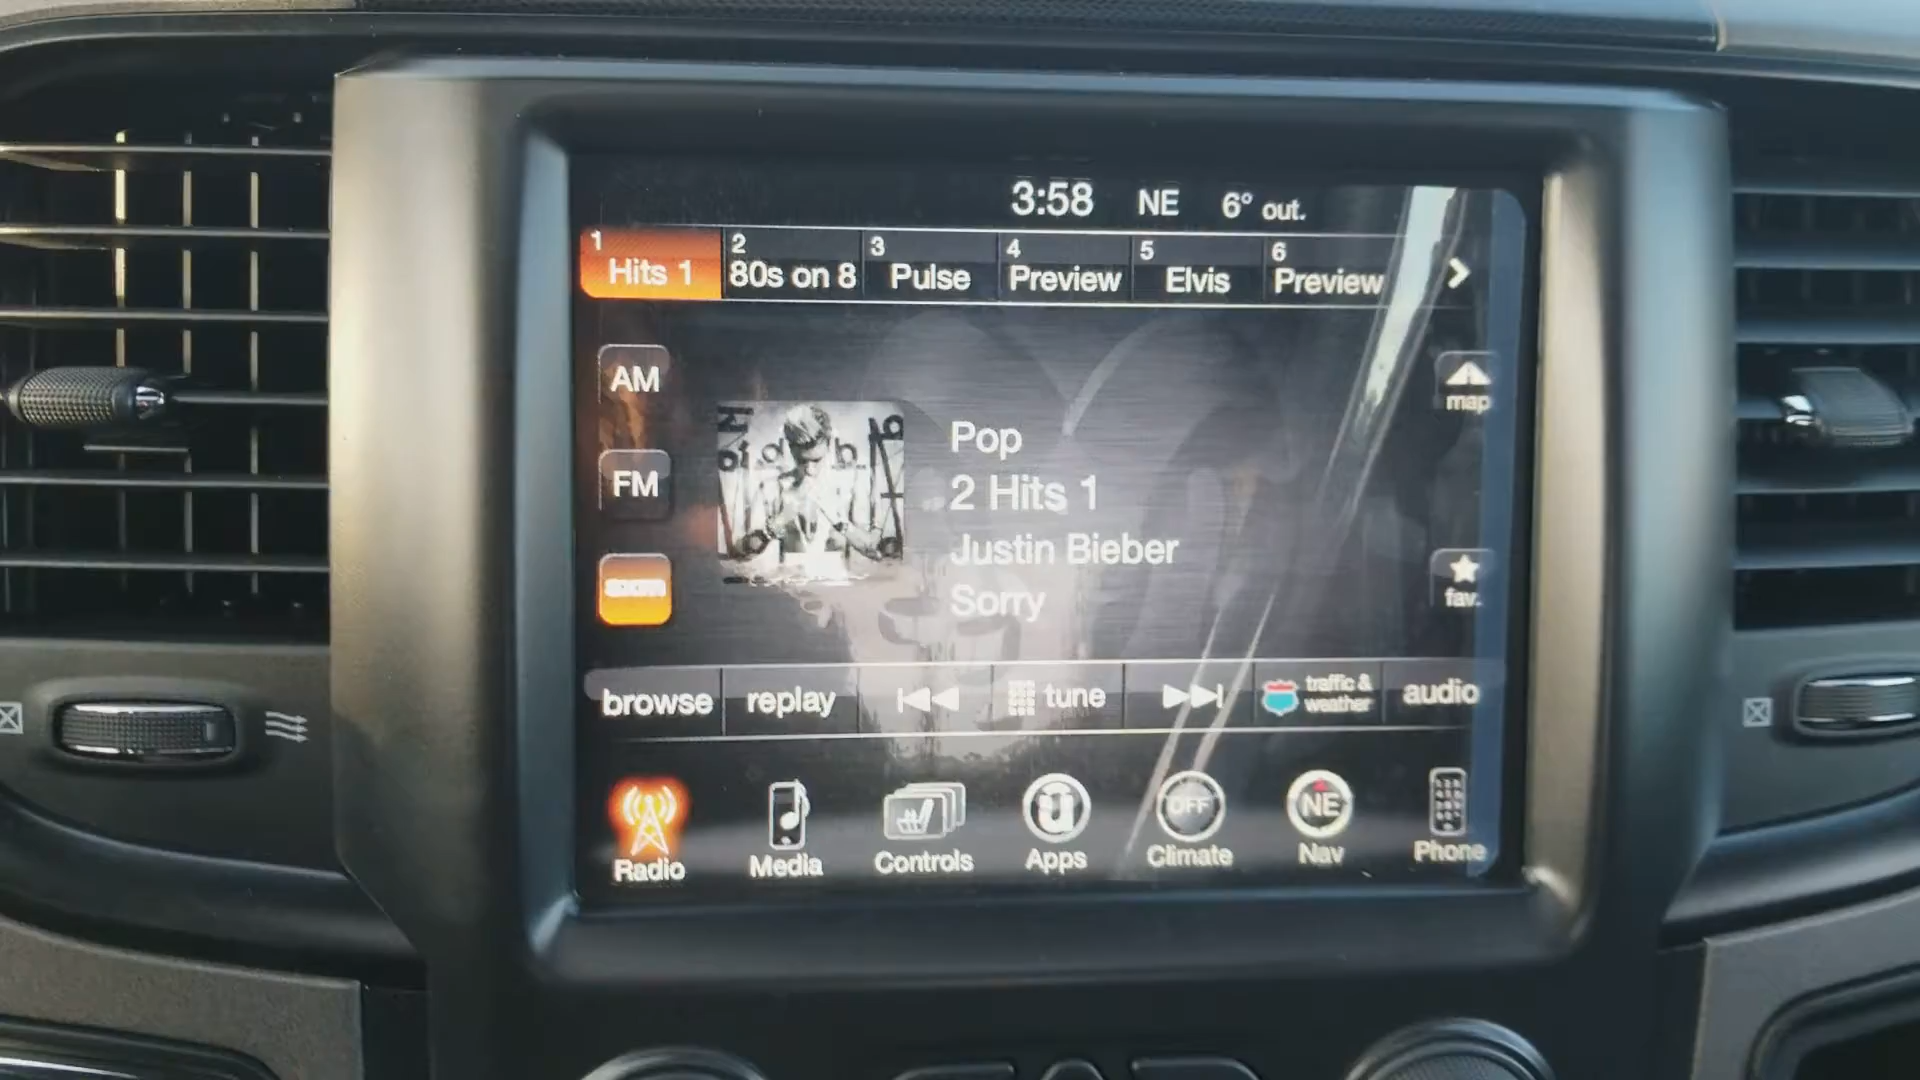 3:58 NE 6° out.
1 Hits 1
2 80s on 8
3 Pulse
4 Preview
5 Elvis
6 Preview
AM
map
Pop
FM
2 Hits 1
Justin Bieber
fav.
Sorry
browse replay tune traffic & weather audio
OFF NE
Radio Media Controls Apps Climate Nav Phone